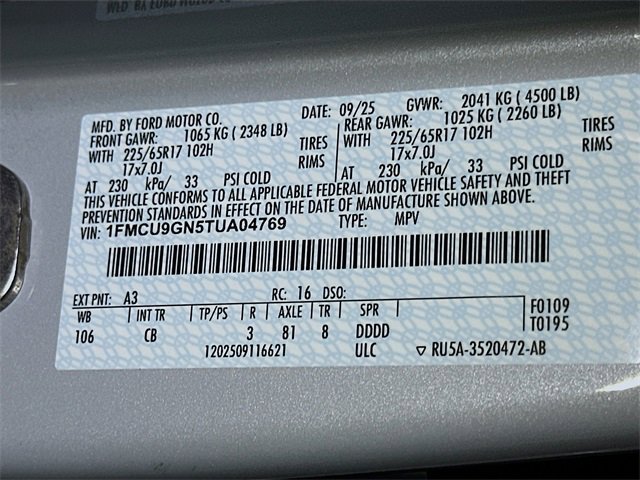 MFD. BY FORD MOTOR CO.
DATE: 09/25 GVWR: 2041 KG ( 4500 LB)
FRONT GAWR: 1065 KG ( 2348 LB) REAR GAWR: 1025 KG ( 2260 LB)
WITH 225/65R17 102H TIRES WITH 225/65R17 102H TIRES
17x7.0J RIMS 17x7.0J RIMS
AT 230 kPa/ 33 PSI COLD AT 230 kPa/ 33 PSI COLD
THIS VEHICLE CONFORMS TO ALL APPLICABLE FEDERAL MOTOR VEHICLE SAFETY AND THEFT
PREVENTION STANDARDS IN EFFECT ON THE DATE OF MANUFACTURE SHOWN ABOVE.
VIN: 1FMCU9GN5TUA04769 TYPE: MPV
EXT PNT: A3 RC: 16 DSO:
WB INT TR TP/PS R AXLE TR SPR F0109
106 CB 3 81 8 DDDD T0195
1202509116621 ULC ▽ RU5A-3520472-AB